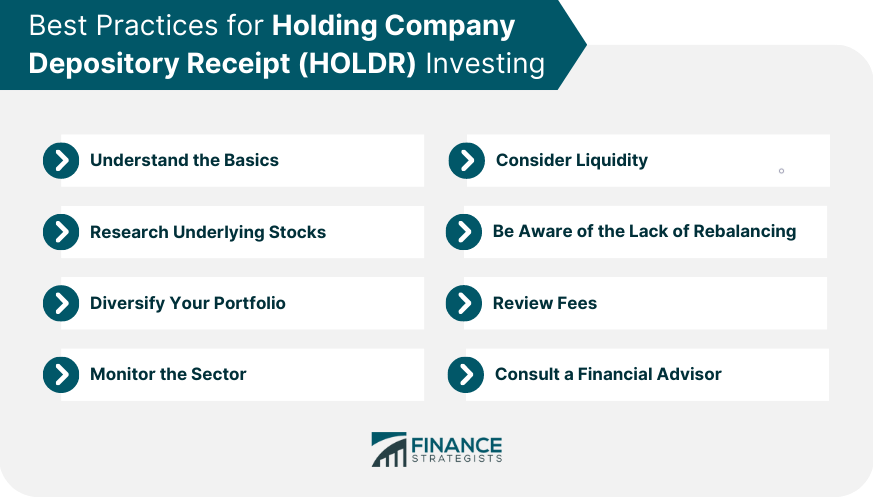 Best Practices for Holding Company
Depository Receipt (HOLDR) Investing
Understand the Basics
Research Underlying Stocks
Diversify Your Portfolio
Monitor the Sector
Consider Liquidity
Be Aware of the Lack of Rebalancing
Review Fees
Consult a Financial Advisor
FINANCE
STRATEGISTS